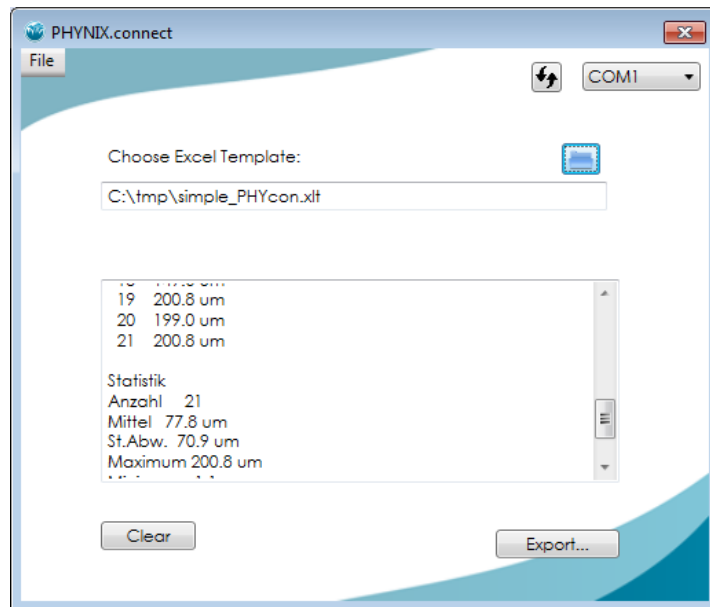 PHYNIX.connect
File
COM1
Choose Excel Template:
C:\tmp\simple_PHYcon.xlt
19 200.8 um
20 199.0 um
21 200.8 um
Statistik
Anzahl 21
Mittel 77.8 um
St.Abw. 70.9 um
Maximum 200.8 um
Clear
Export...